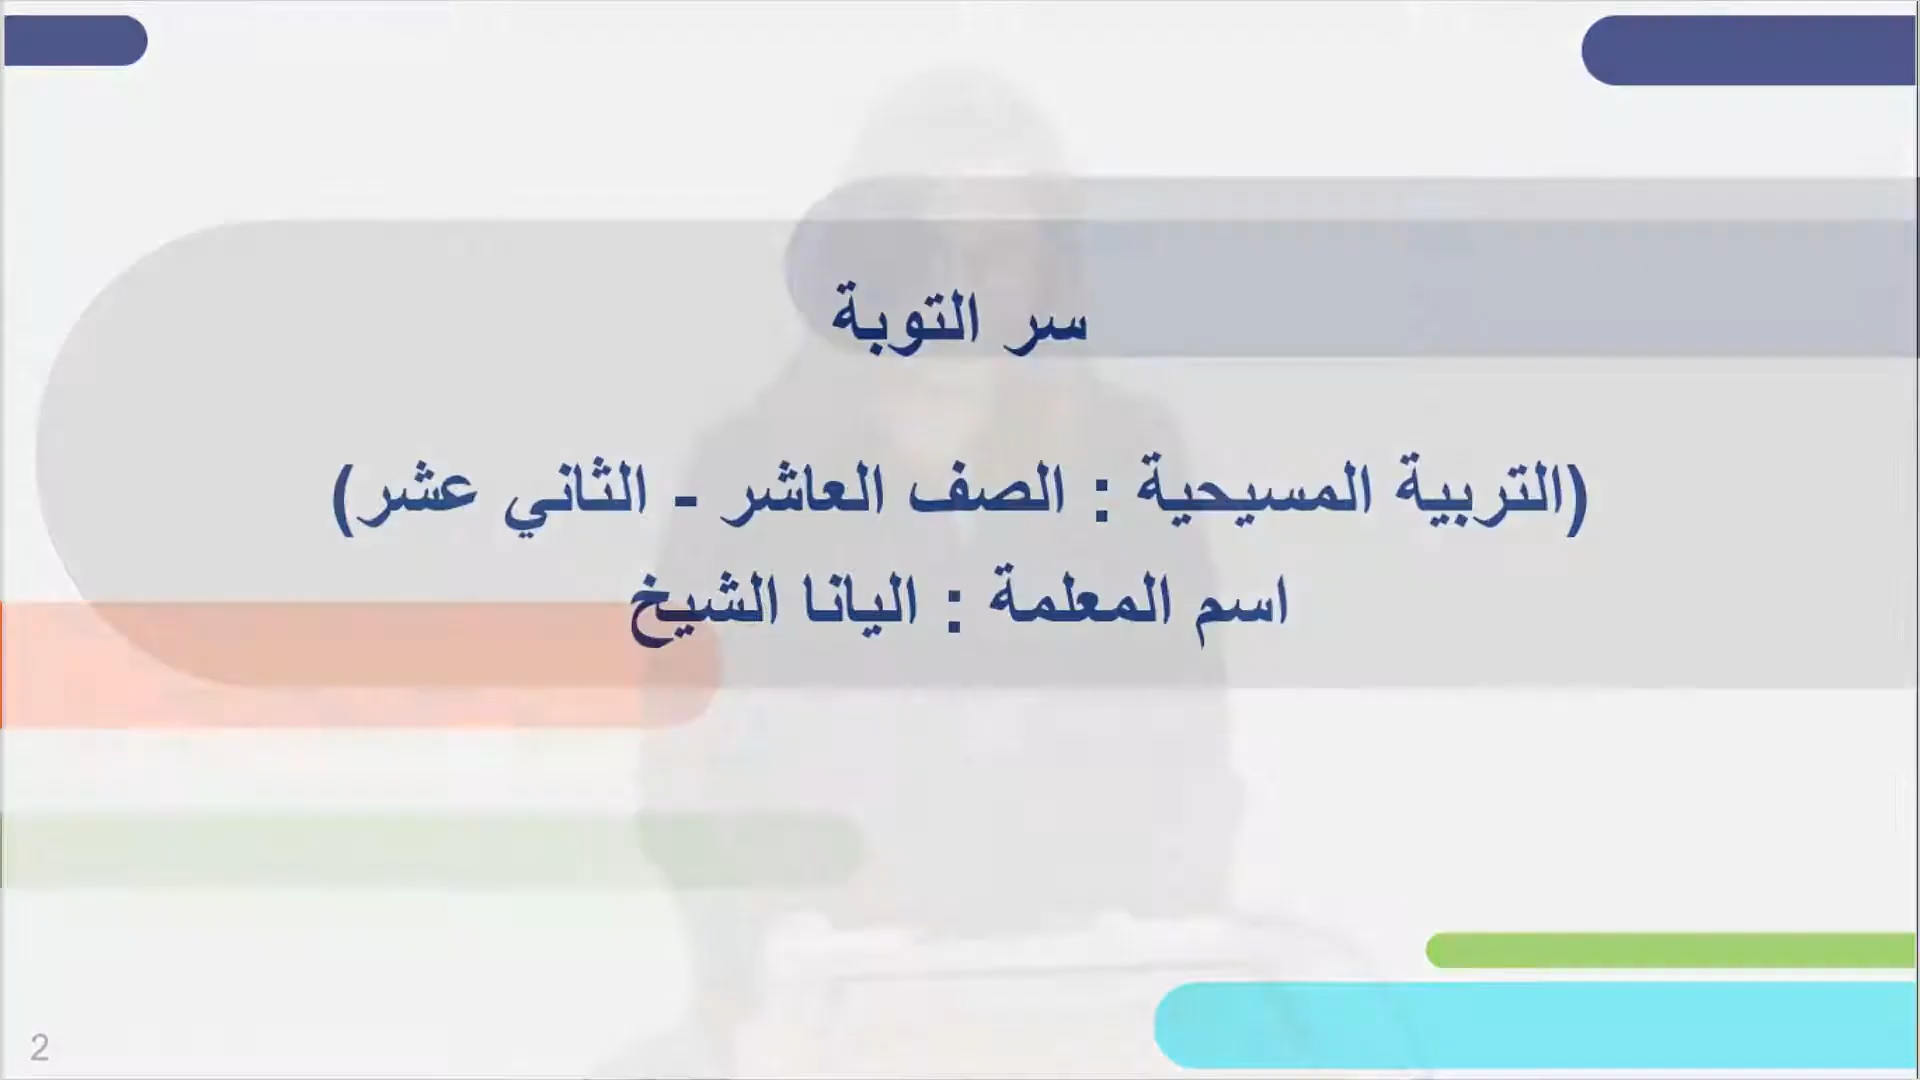 سر التوبة
(التربية المسيحية : الصف العاشر - الثاني عشر)
اسم المعلمة : اليانا الشيخ
2